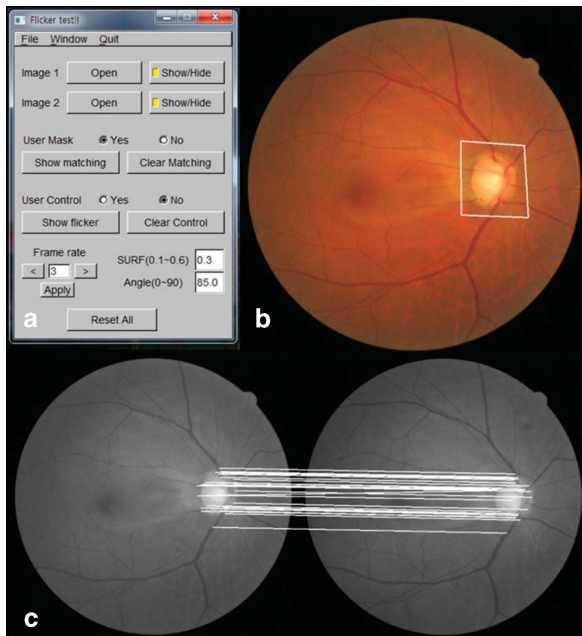 Flicker test!!
File Window Quit
Image 1 Open Show/Hide
Image 2 Open Show/Hide
User Mask Yes No
Show matching Clear Matching
User Control Yes No
Show flicker Clear Control
Frame rate
< 3 >
Apply
SURF(0.1~0.6) 0.3
Angle(0~90) 85.0
Reset All
a
b
c